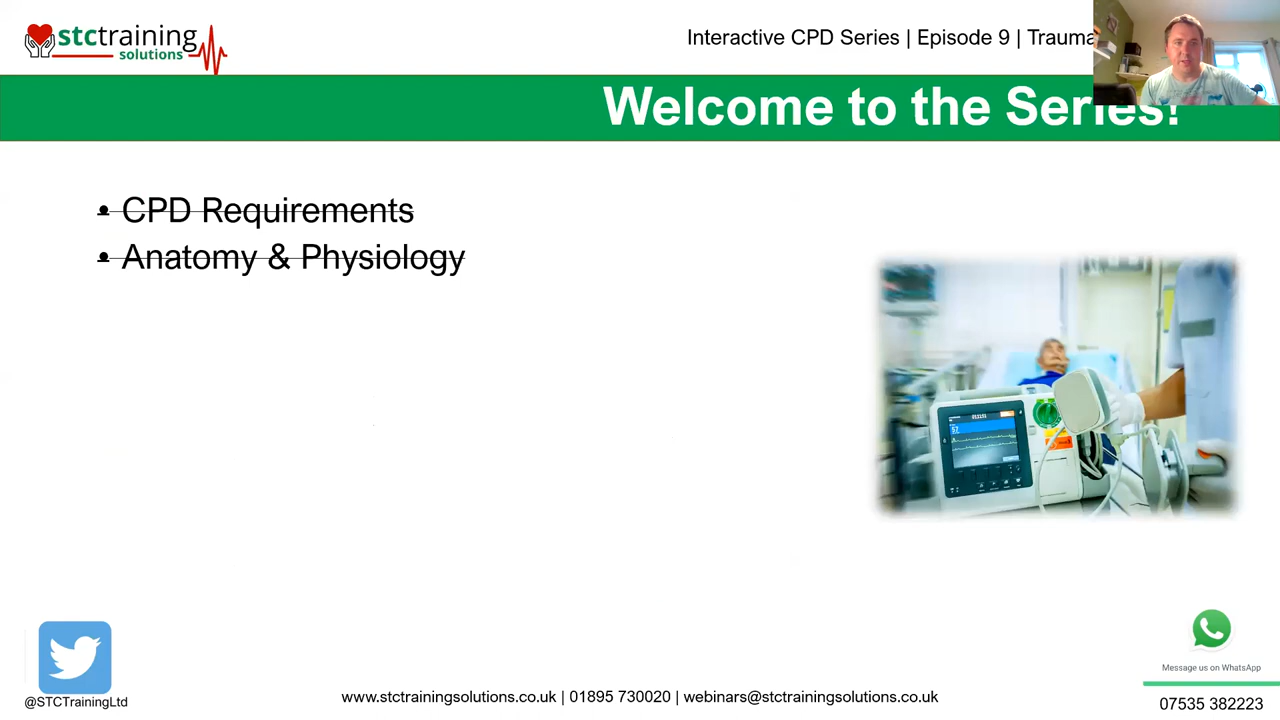 stctraining
solutions
Interactive CPD Series | Episode 9 | Trauma
Welcome to the Series!
• CPD Requirements
• Anatomy & Physiology
57
@STCTrainingLtd
www.stctrainingsolutions.co.uk | 01895 730020 | webinars@stctrainingsolutions.co.uk
Message us on WhatsApp
07535 382223